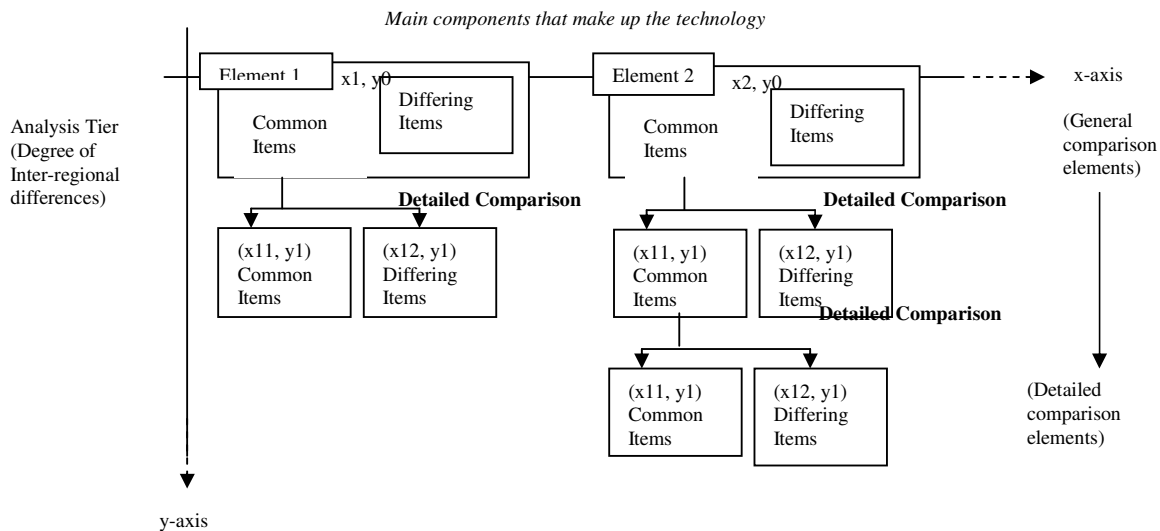 Main components that make up the technology
Element 1
x1, y0
Differing
Items
Common
Items
Element 2
x2, y0
Differing
Items
Common
Items
x-axis
(General
comparison
elements)
Analysis Tier
(Degree of
Inter-regional
differences)
Detailed Comparison
(x11, y1)
Common
Items
(x12, y1)
Differing
Items
Detailed Comparison
(x11, y1)
Common
Items
(x12, y1)
Differing
Items
Detailed Comparison
(x11, y1)
Common
Items
(x12, y1)
Differing
Items
(Detailed
comparison
elements)
y-axis